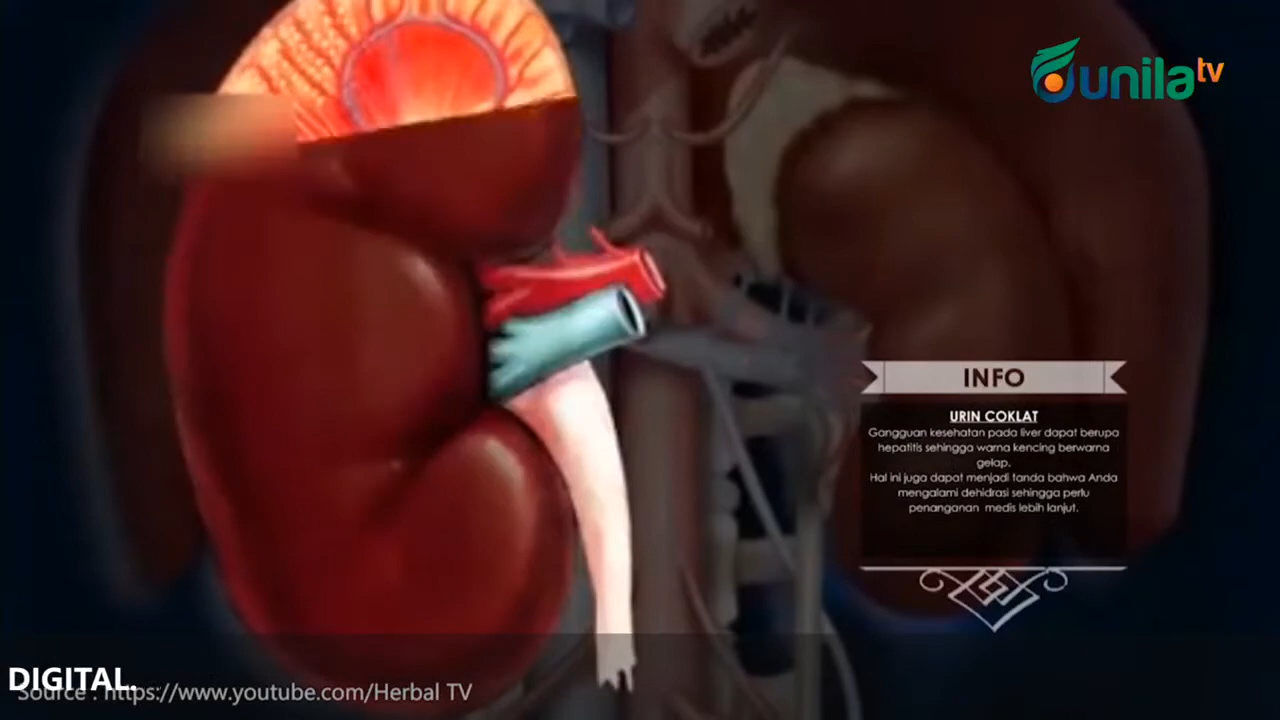 unila tv
INFO
URIN COKLAT
Gangguan kesehatan pada liver dapat berupa
hepatitis sehingga warna kencing berwarna
gelap.
Hal ini juga dapat menjadi tanda bahwa Anda
mengalami dehidrasi sehingga perlu
penanganan medis lebih lanjut.
DIGITAL.
Source : https://www.youtube.com/Herbal TV